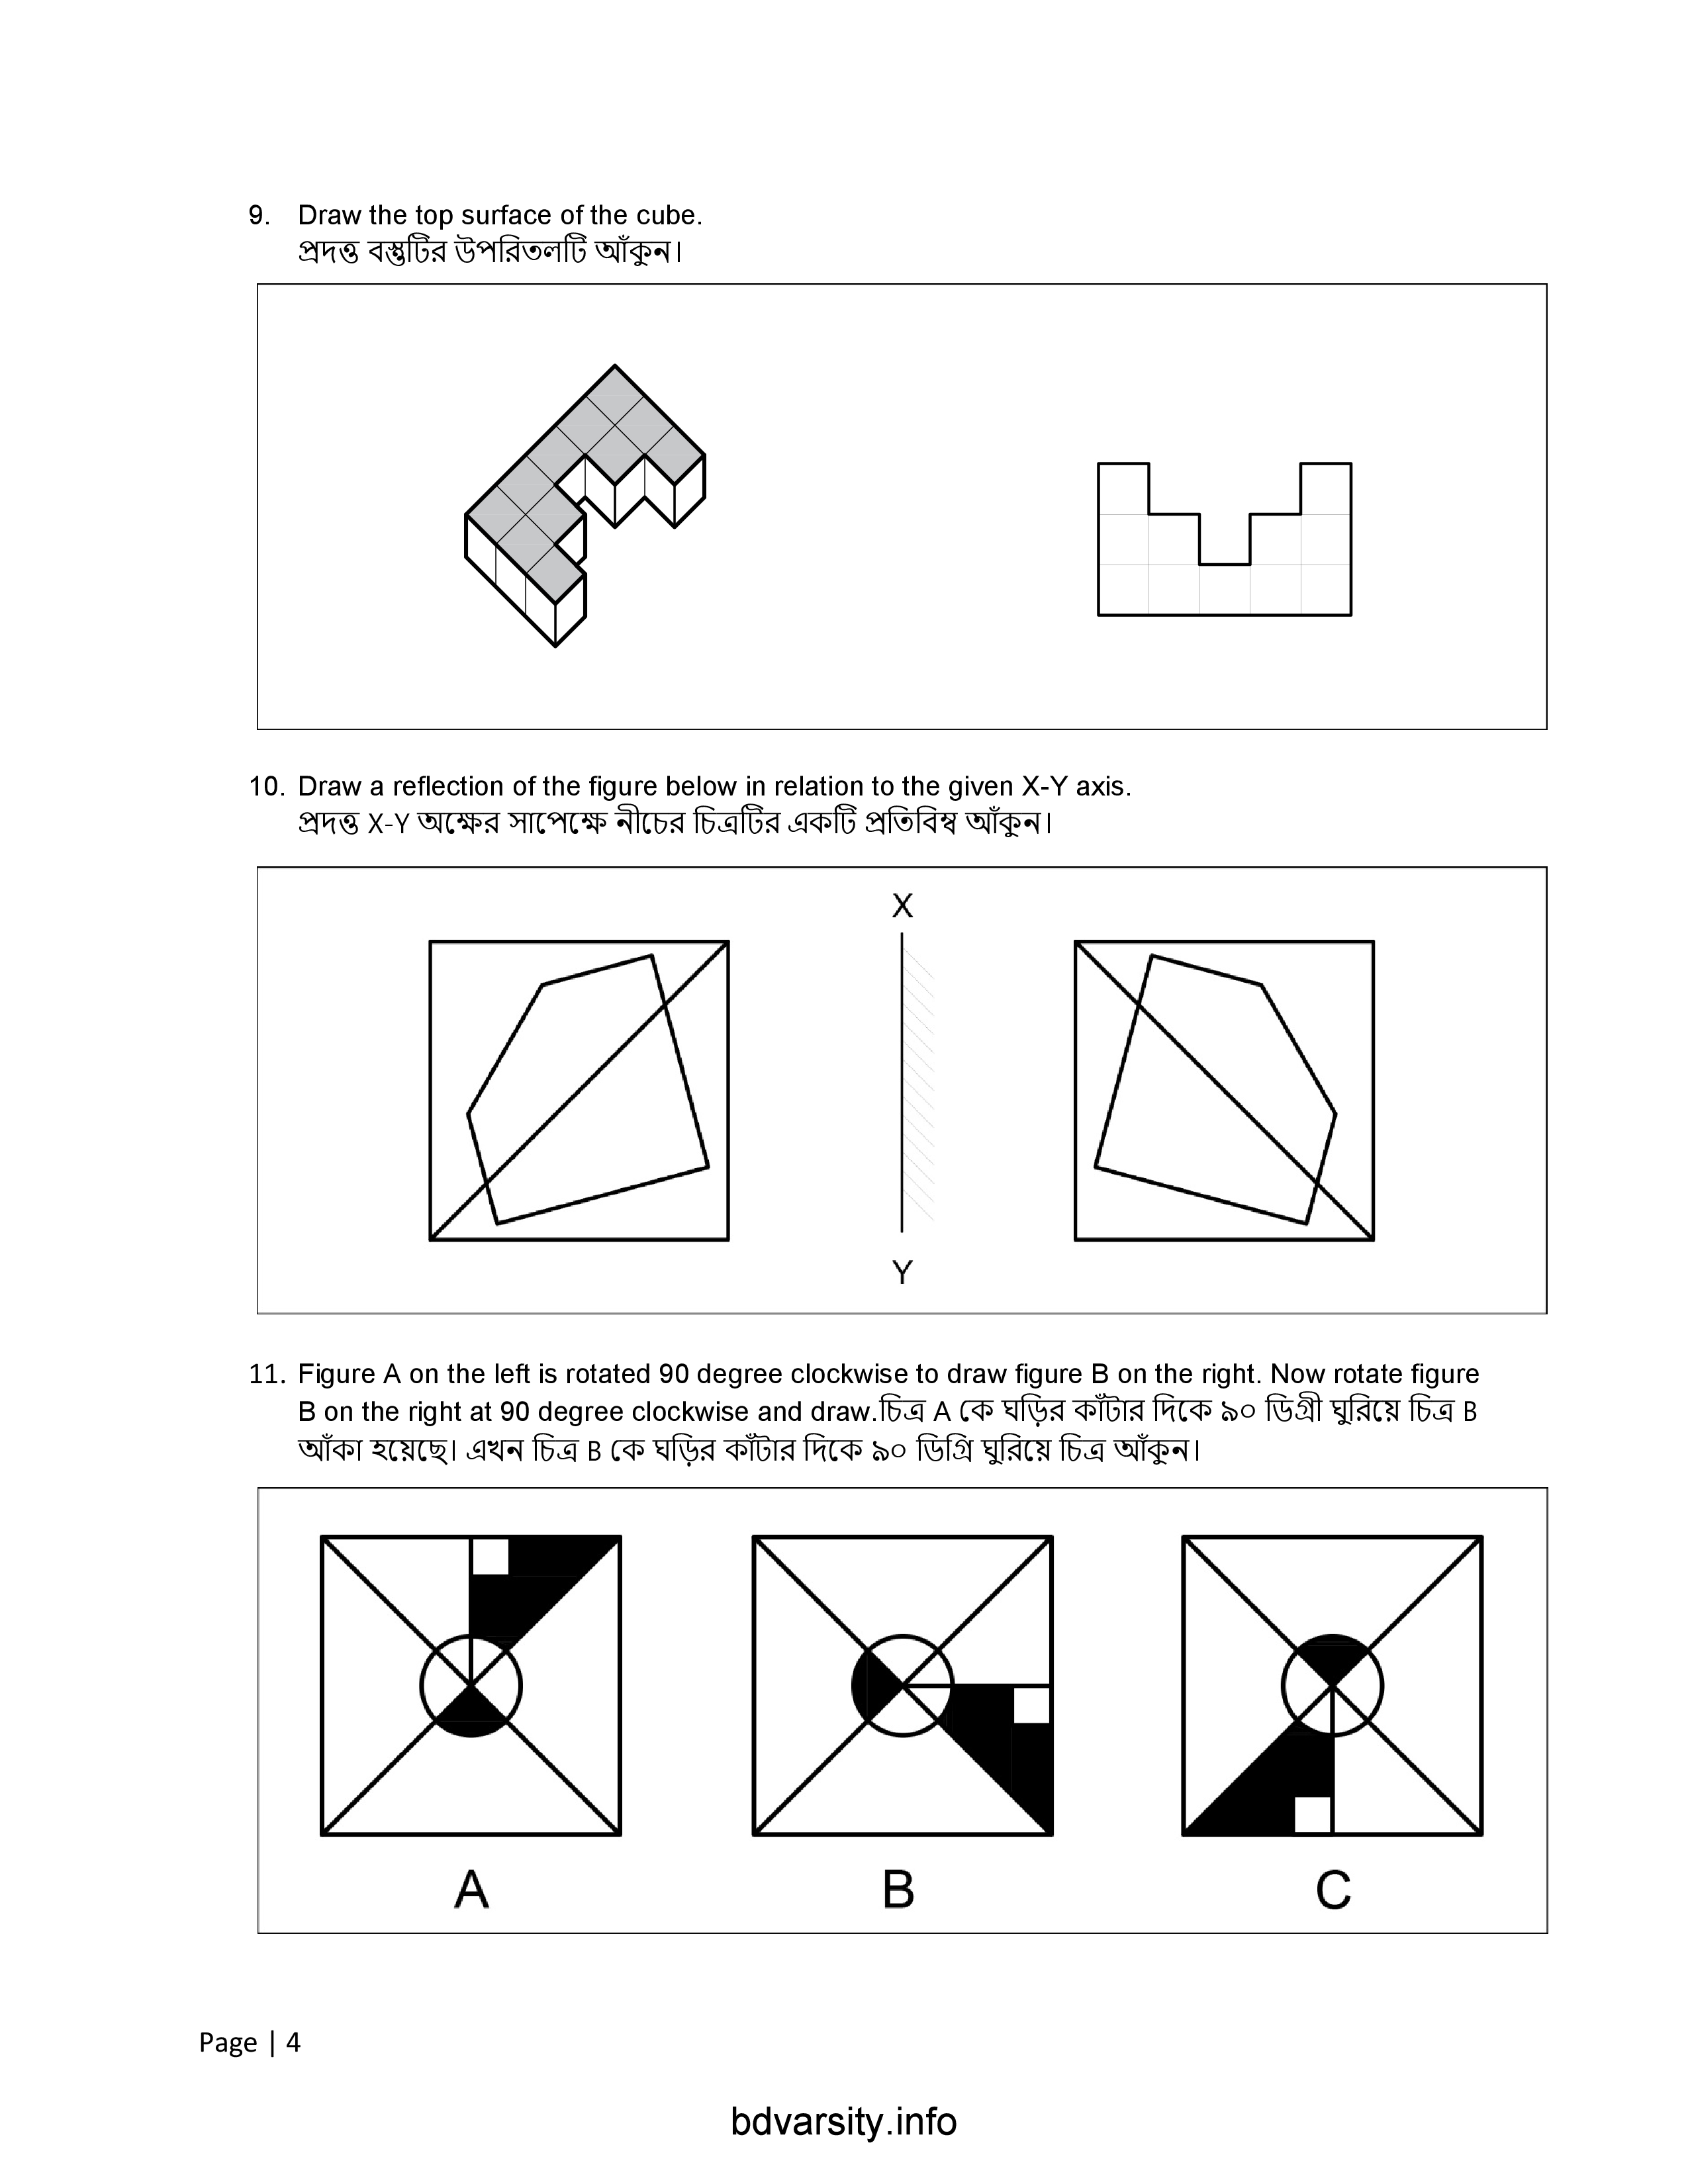 9. Draw the top surface of the cube.
প্রদত্ত বস্তুটির উপরিতলটি আঁকুন।
10. Draw a reflection of the figure below in relation to the given X-Y axis.
প্রদত্ত X-Y অক্ষের সাপেক্ষে নীচের চিত্রটির একটি প্রতিবিম্ব আঁকুন।
X
Y
11. Figure A on the left is rotated 90 degree clockwise to draw figure B on the right. Now rotate figure
B on the right at 90 degree clockwise and draw.চিত্র A কে ঘড়ির কাঁটার দিকে ৯০ ডিগ্রী ঘুরিয়ে চিত্র B
আঁকা হয়েছে। এখন চিত্র B কে ঘড়ির কাঁটার দিকে ৯০ ডিগ্রি ঘুরিয়ে চিত্র আঁকুন।
A B C
Page | 4
bdvarsity.info